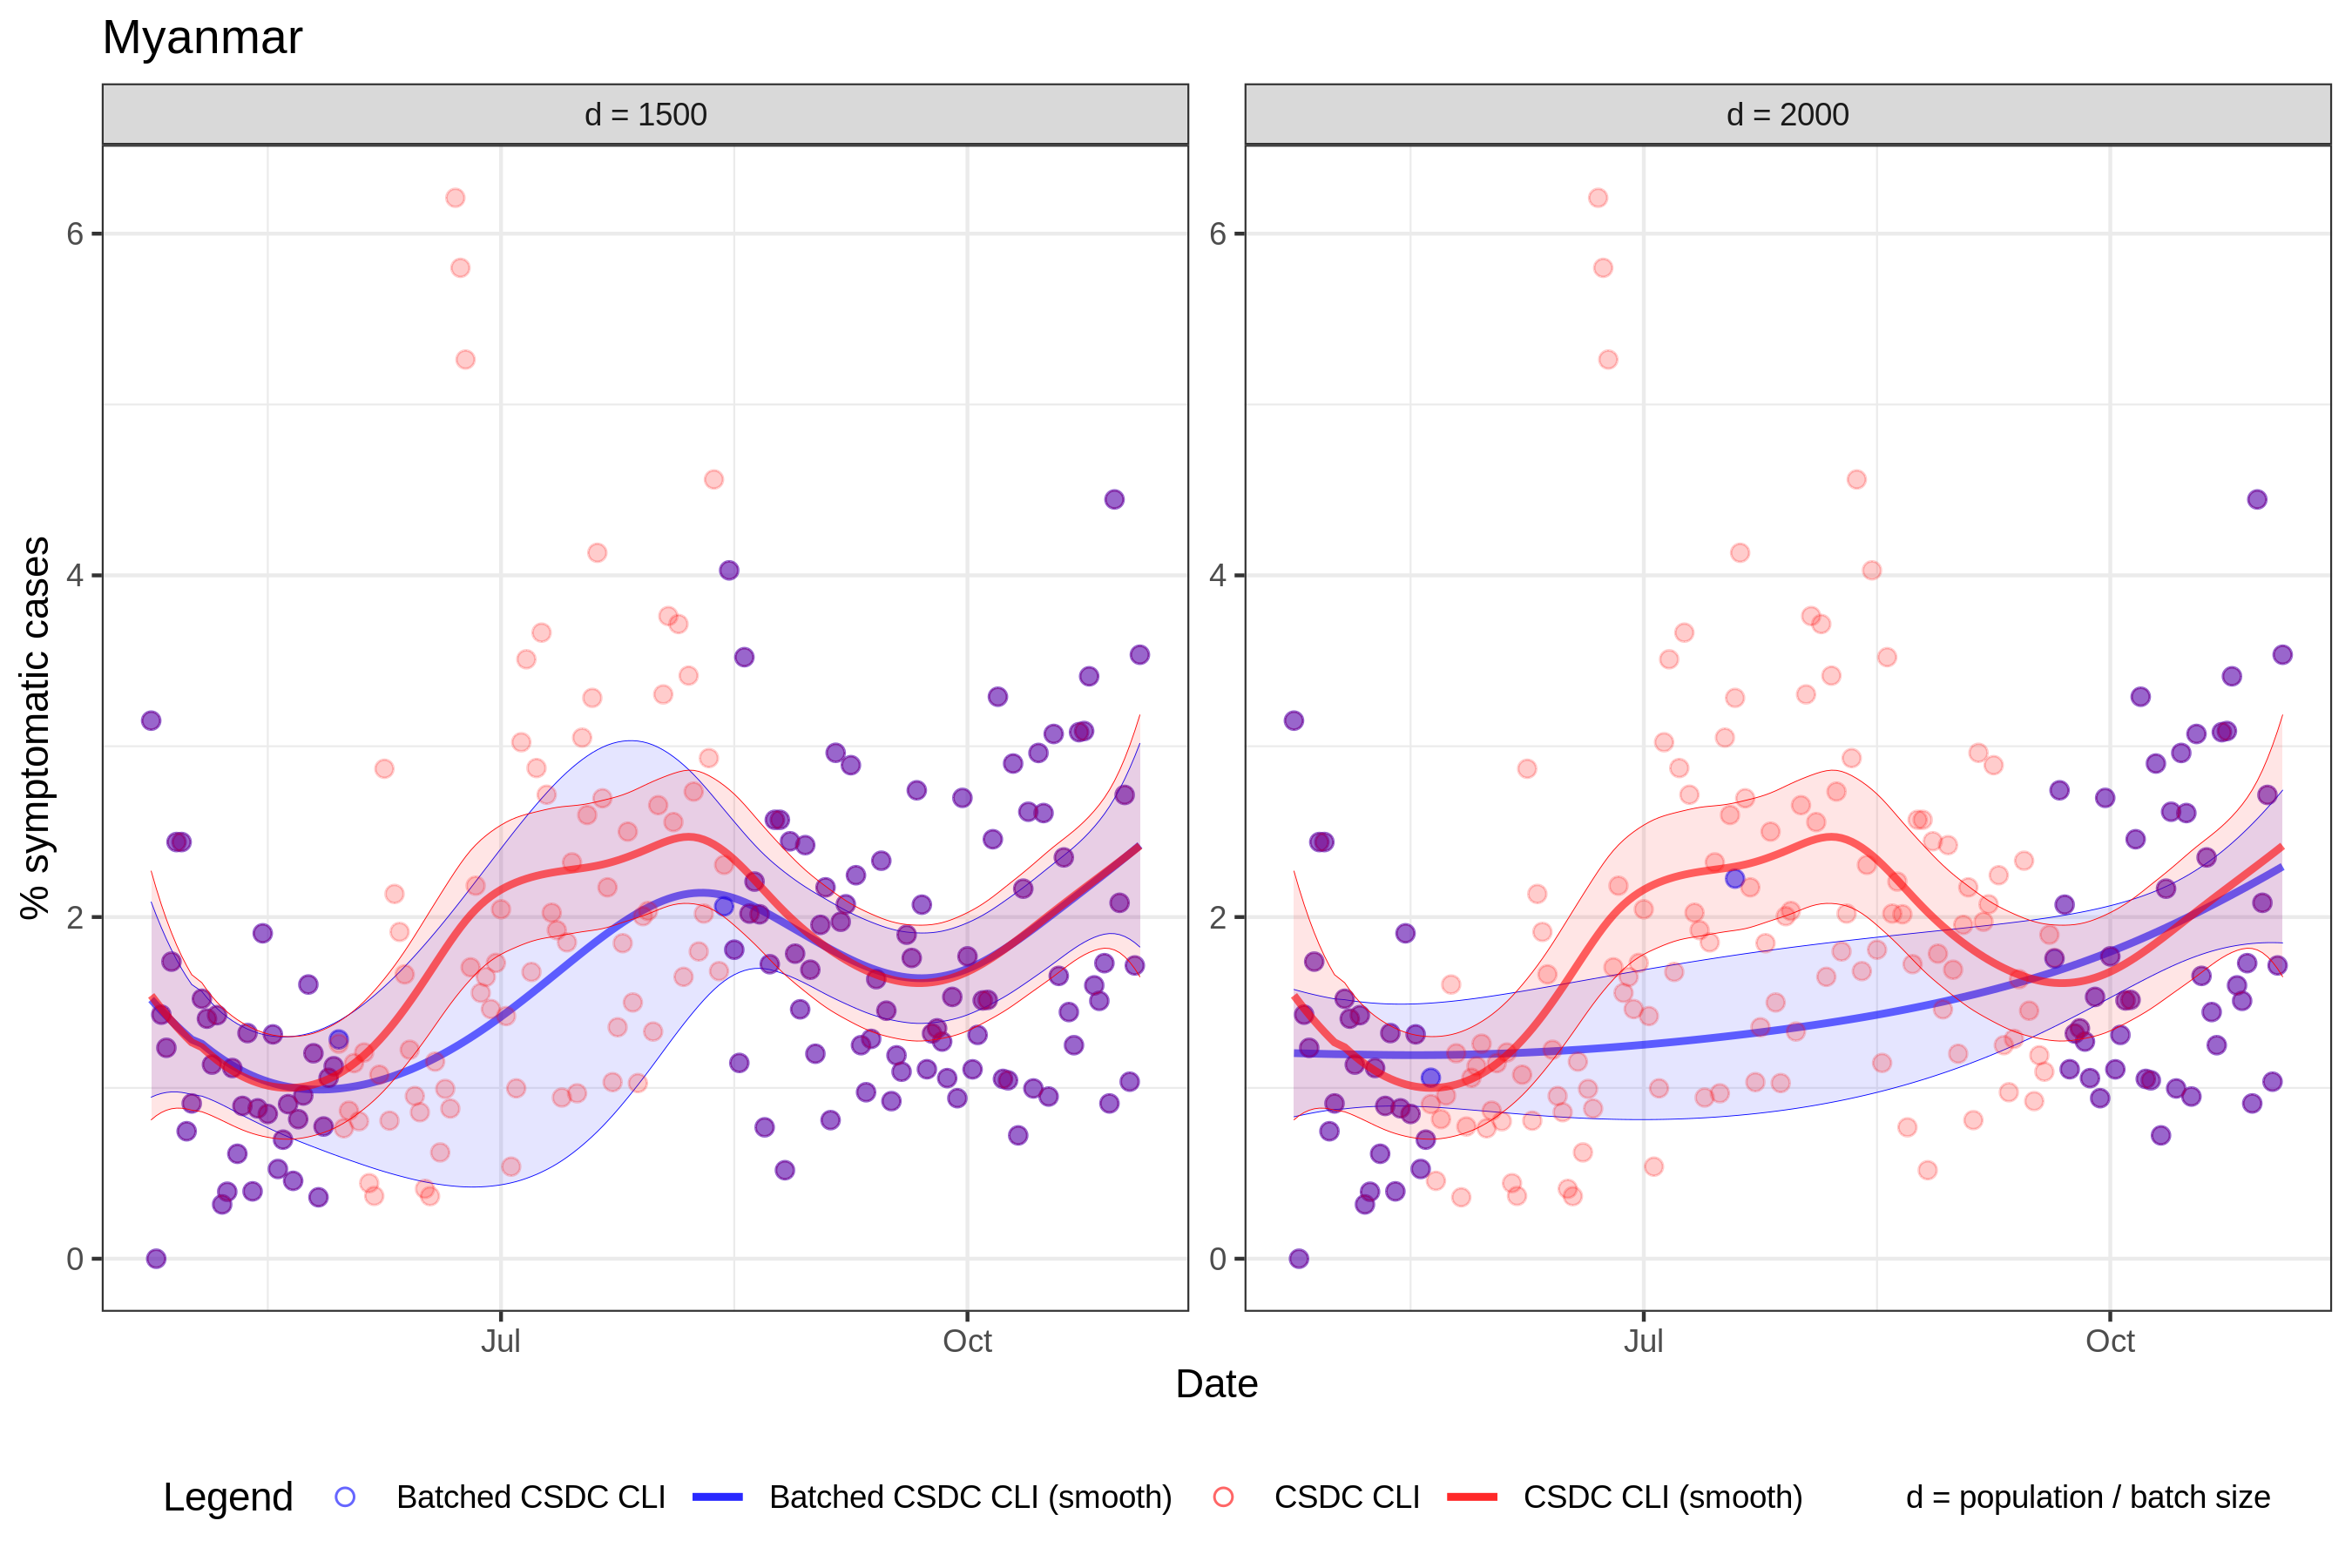 Myanmar
d = 1500
d = 2000
% symptomatic cases
6
4
2
0
6
4
2
0
Jul
Oct
Jul
Oct
Date
Legend
Batched CSDC CLI
Batched CSDC CLI (smooth)
CSDC CLI
CSDC CLI (smooth)
d = population / batch size